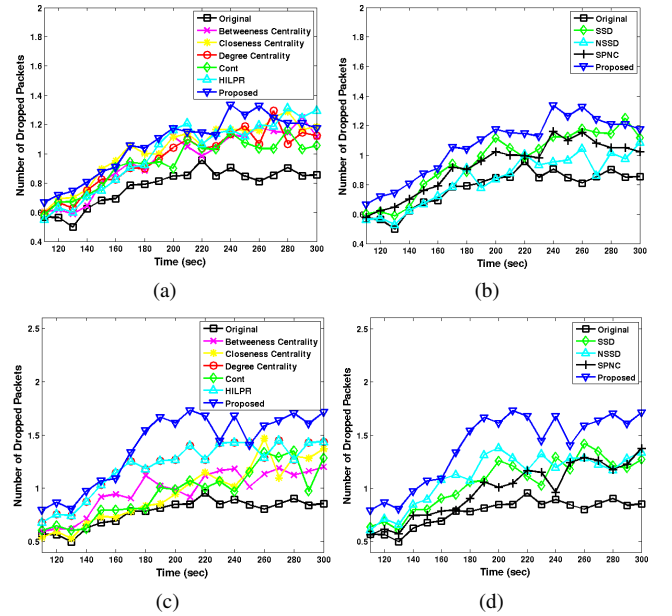 Original
Betweeness Centrality
Closeness Centrality
Degree Centrality
Cont
HILPR
Proposed
Number of Dropped Packets
2
1.8
1.6
1.4
1.2
1
0.8
0.6
0.4
120 140 160 180 200 220 240 260 280 300
Time (sec)
(a)
Original
SSD
NSSD
SPNC
Proposed
Number of Dropped Packets
2
1.8
1.6
1.4
1.2
1
0.8
0.6
0.4
120 140 160 180 200 220 240 260 280 300
Time (sec)
(b)
Original
Betweeness Centrality
Closeness Centrality
Degree Centrality
Cont
HILPR
Proposed
Number of Dropped Packets
2.5
2
1.5
1
0.5
120 140 160 180 200 220 240 260 280 300
Time (sec)
(c)
Original
SSD
NSSD
SPNC
Proposed
Number of Dropped Packets
2.5
2
1.5
1
0.5
120 140 160 180 200 220 240 260 280 300
Time (sec)
(d)